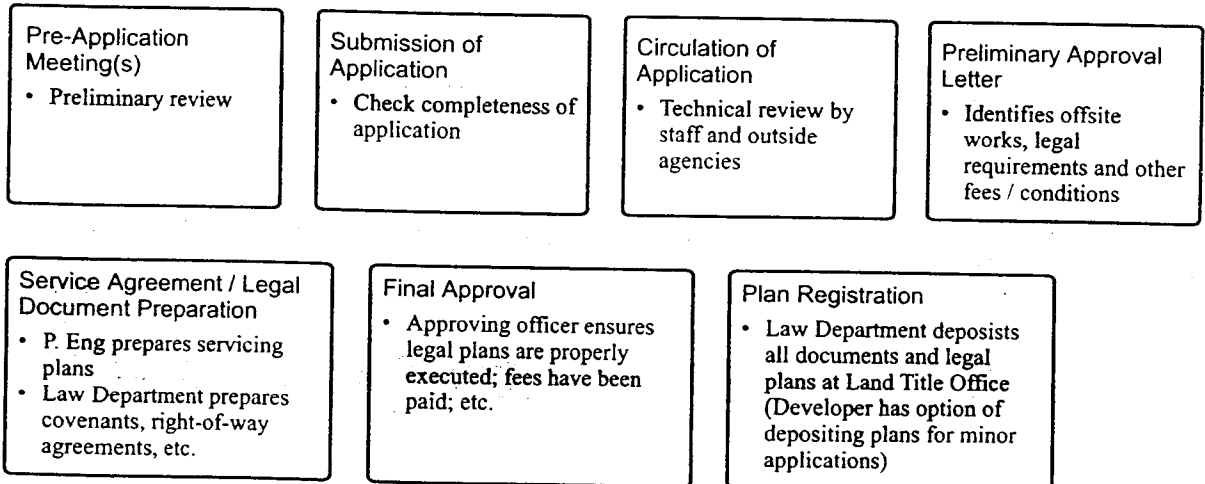 Pre-Application
Meeting(s)
• Preliminary review
Submission of
Application
• Check completeness of
application
Circulation of
Application
• Technical review by
staff and outside
agencies
Preliminary Approval
Letter
• Identifies offsite
works, legal
requirements and other
fees / conditions
Service Agreement / Legal
Document Preparation
• P. Eng prepares servicing
plans
• Law Department prepares
covenants, right-of-way
agreements, etc.
Final Approval
• Approving officer ensures
legal plans are properly
executed; fees have been
paid; etc.
Plan Registration
• Law Department deposists
all documents and legal
plans at Land Title Office
(Developer has option of
depositing plans for minor
applications)